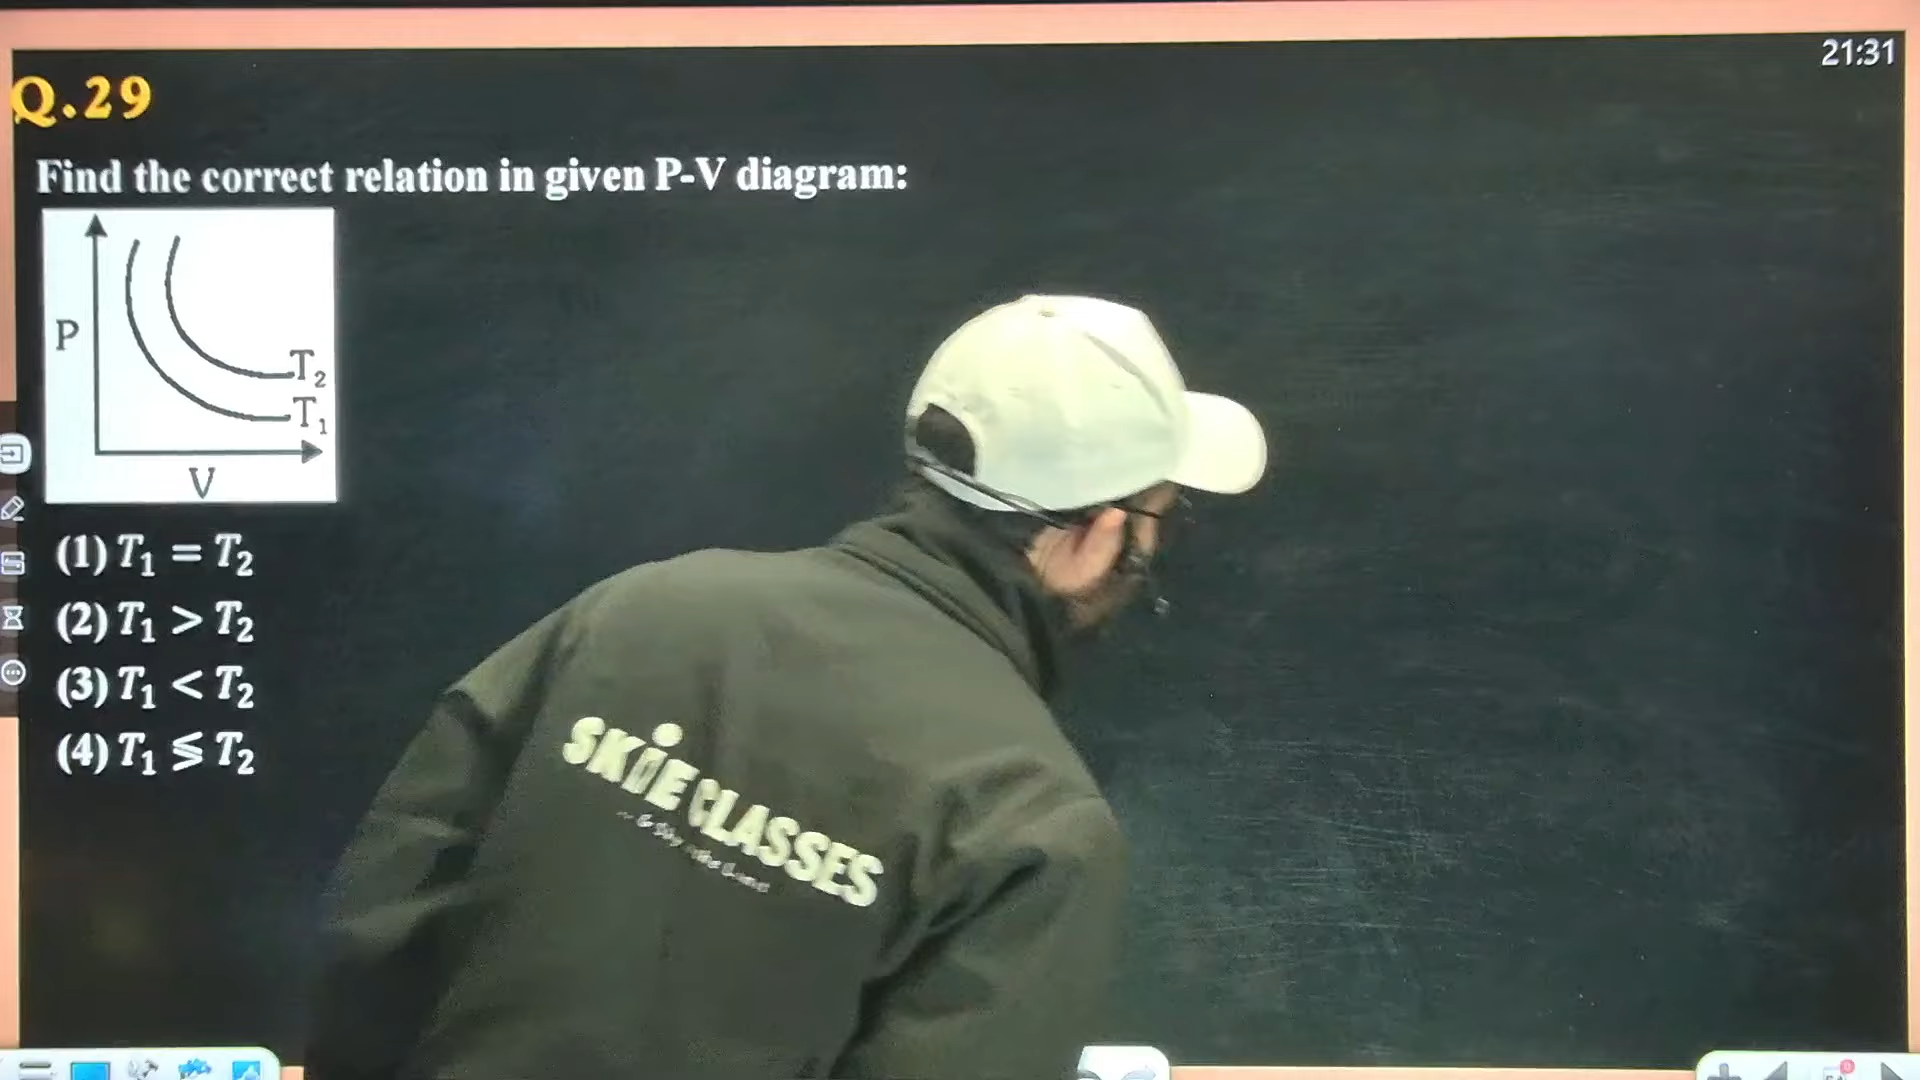 21:31
Q.29
Find the correct relation in given P-V diagram:
P
T2
T1
V
(1) T1 = T2
(2) T1 > T2
(3) T1 < T2
(4) T1 ≶ T2
SKIE CLASSES